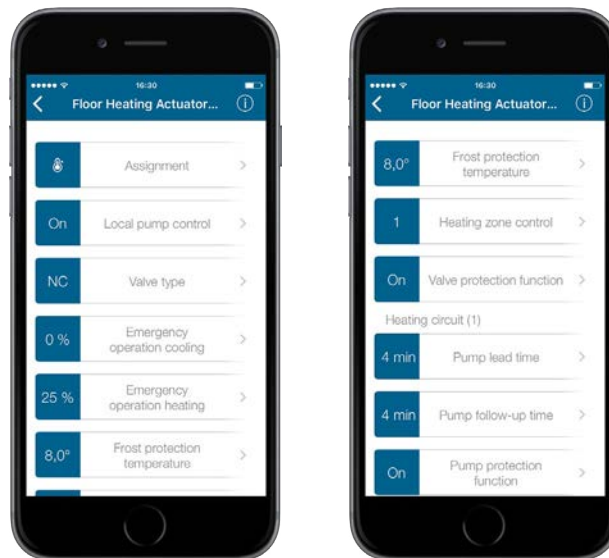 16:30
Floor Heating Actuator...
Assignment
On
Local pump control
NC
Valve type
0 %
Emergency
operation cooling
25 %
Emergency
operation heating
8,0°
Frost protection
temperature
16:30
Floor Heating Actuator...
8,0°
Frost protection
temperature
1
Heating zone control
On
Valve protection function
Heating circuit (1)
4 min
Pump lead time
4 min
Pump follow-up time
On
Pump protection
function